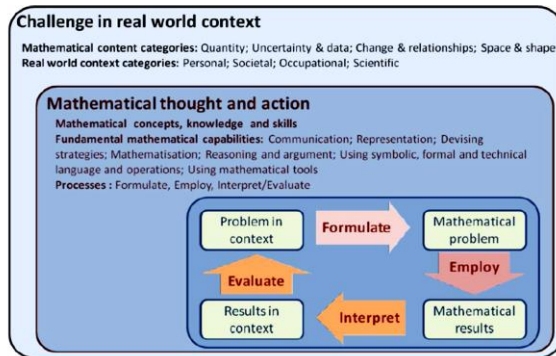 Challenge in real world context
Mathematical content categories: Quantity; Uncertainty & data; Change & relationships; Space & shape
Real world context categories: Personal; Societal; Occupational; Scientific
Mathematical thought and action
Mathematical concepts, knowledge and skills
Fundamental mathematical capabilities: Communication; Representation; Devising
strategies; Mathematisation; Reasoning and argument; Using symbolic, formal and technical
language and operations; Using mathematical tools
Processes : Formulate, Employ, Interpret/Evaluate
Problem in
context
Formulate
Mathematical
problem
Evaluate
Employ
Results in
context
Interpret
Mathematical
results